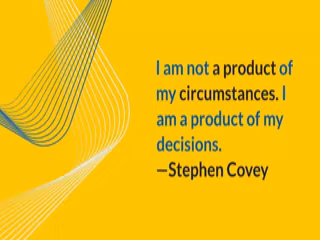 I am not a product of
my circumstances. I
am a product of my
decisions.
—Stephen Covey